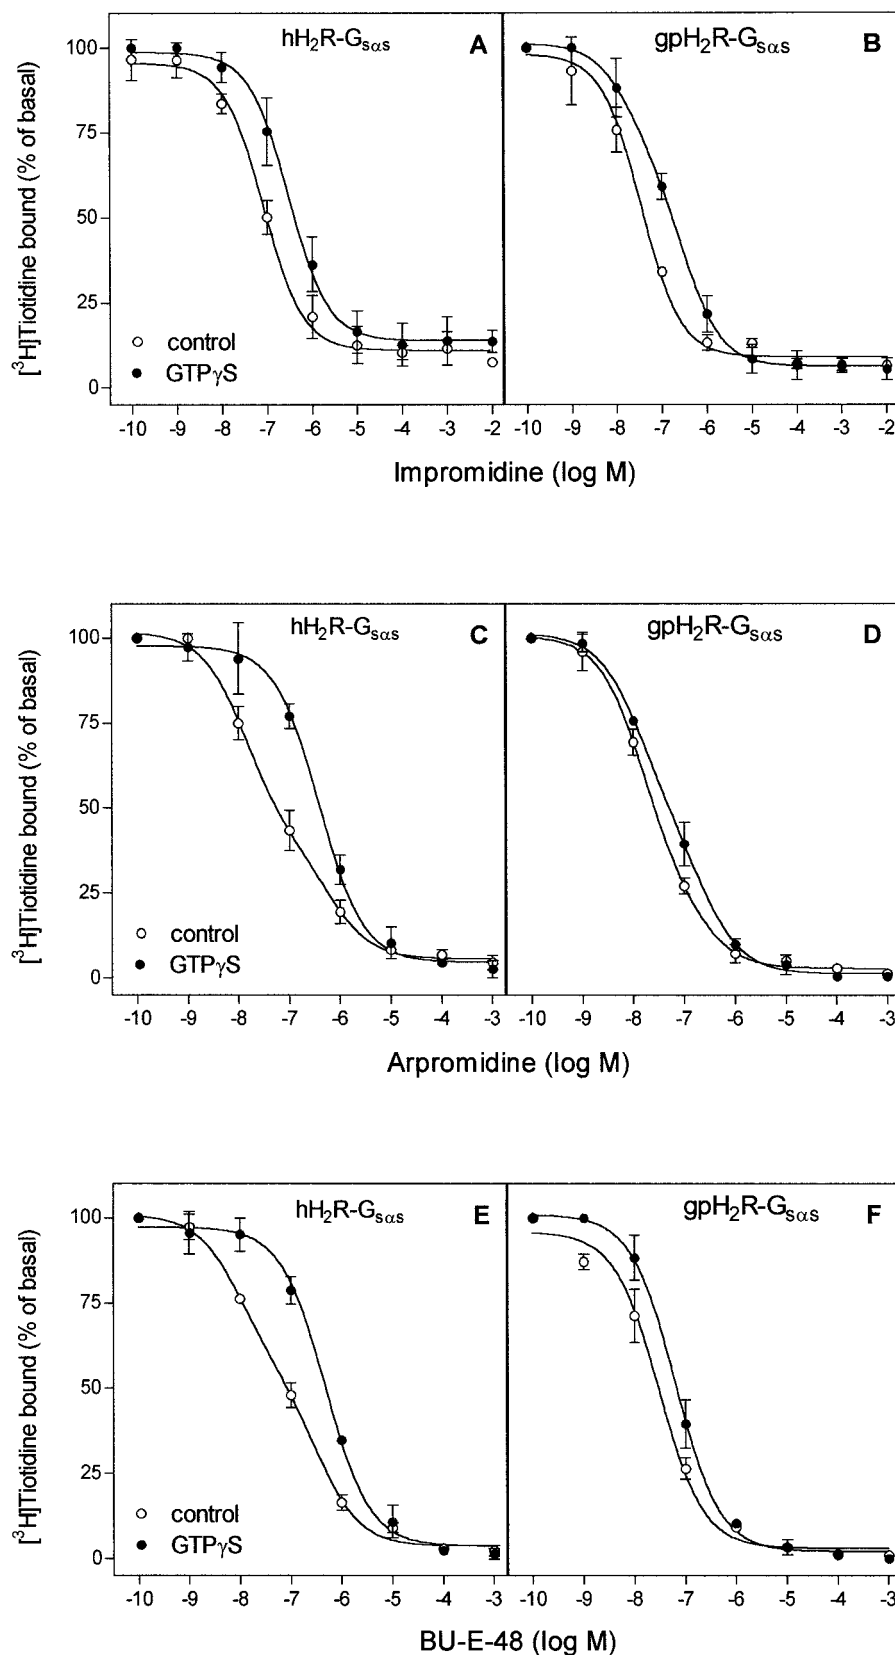 hH₂R-Gsαs A
gpH₂R-Gsαs B
[³H]Tiotidine bound (% of basal)
100
75
50
25
0
control
GTPγS
-10 -9 -8 -7 -6 -5 -4 -3 -2
-10 -9 -8 -7 -6 -5 -4 -3 -2
Impromidine (log M)
hH₂R-Gsαs C
gpH₂R-Gsαs D
[³H]Tiotidine bound (% of basal)
100
75
50
25
0
control
GTPγS
-10 -9 -8 -7 -6 -5 -4 -3
-10 -9 -8 -7 -6 -5 -4 -3
Arpromidine (log M)
hH₂R-Gsαs E
gpH₂R-Gsαs F
[³H]Tiotidine bound (% of basal)
100
75
50
25
0
control
GTPγS
-10 -9 -8 -7 -6 -5 -4 -3
-10 -9 -8 -7 -6 -5 -4 -3
BU-E-48 (log M)